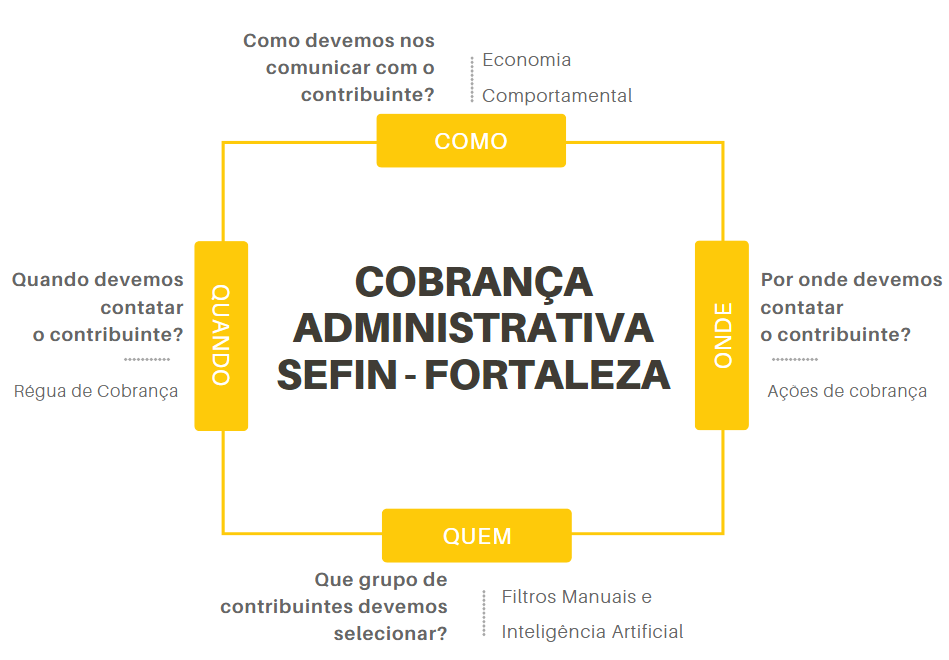 Como devemos nos
comunicar com o
contribuinte?
Economia
Comportamental
COMO
Quando devemos
contatar
o contribuinte?
Régua de Cobrança
QUANDO
COBRANÇA
ADMINISTRATIVA
SEFIN - FORTALEZA
ONDE
Por onde devemos
contatar
o contribuinte?
Ações de cobrança
QUEM
Que grupo de
contribuintes devemos
selecionar?
Filtros Manuais e
Inteligência Artificial